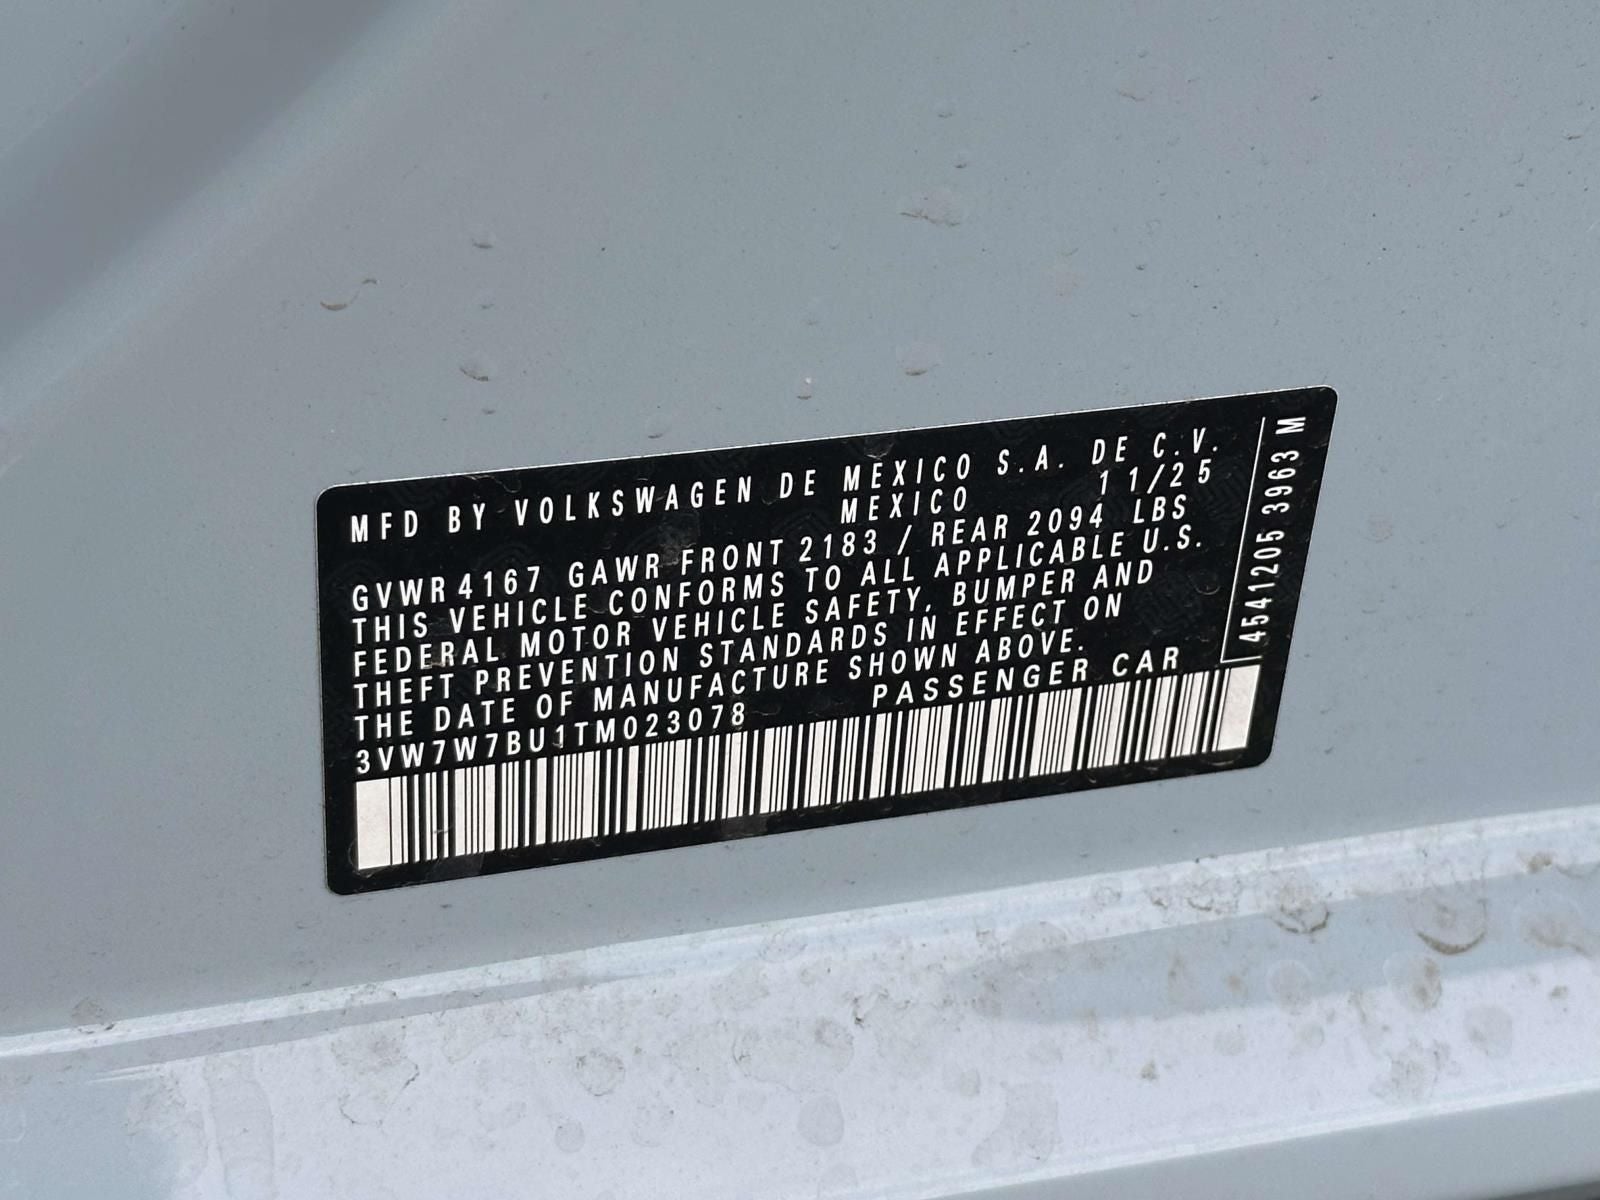 MFD BY VOLKSWAGEN DE MEXICO S.A. DE C.V.
MEXICO 11/25
GVWR 4167 GAWR FRONT 2183 / REAR 2094 LBS
THIS VEHICLE CONFORMS TO ALL APPLICABLE U.S.
FEDERAL MOTOR VEHICLE SAFETY, BUMPER AND
THEFT PREVENTION STANDARDS IN EFFECT ON
THE DATE OF MANUFACTURE SHOWN ABOVE.
3VW7W7BU1TM023078 PASSENGER CAR
4541205 3963 M